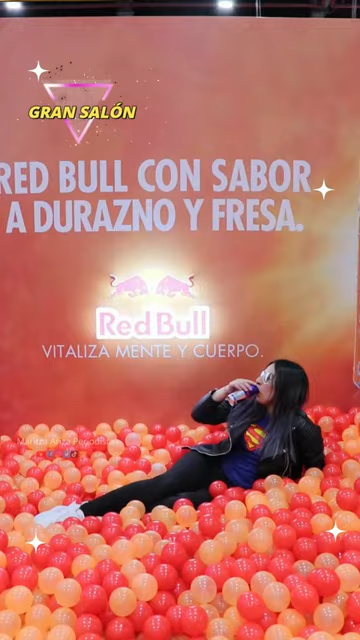 GRAN SALÓN
RED BULL CON SABOR
A DURAZNO Y FRESA.
Red Bull
VITALIZA MENTE Y CUERPO.